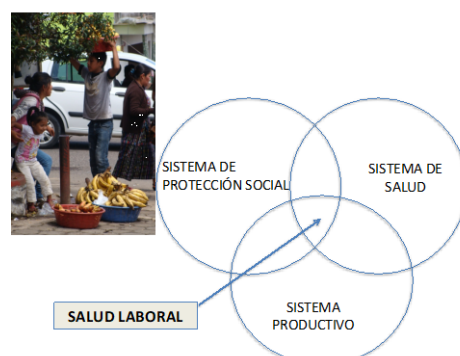 SISTEMA DE
PROTECCIÓN SOCIAL
SISTEMA DE
SALUD
SALUD LABORAL
SISTEMA
PRODUCTIVO